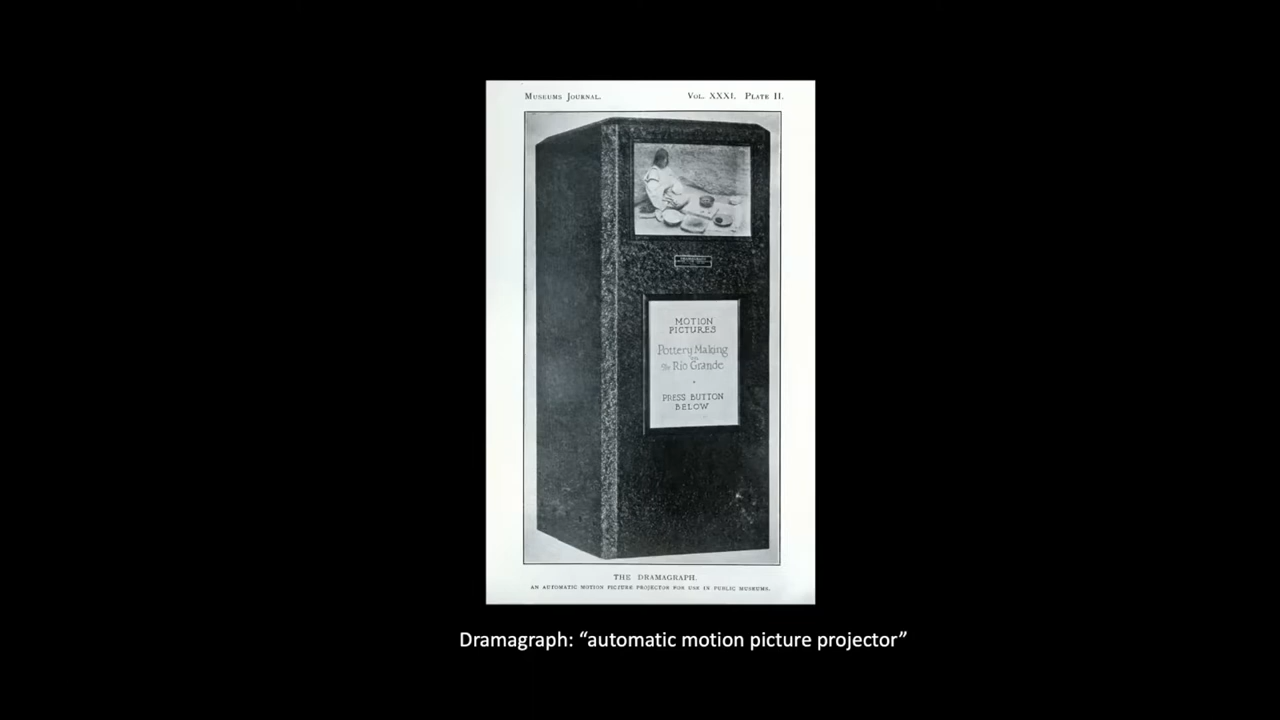 MUSEUMS JOURNAL. VOL. XXXI. PLATE II.
MOTION
PICTURES
Pottery Making
on
the Rio Grande
PRESS BUTTON
BELOW
THE DRAMAGRAPH.
AN AUTOMATIC MOTION PICTURE PROJECTOR FOR USE IN PUBLIC MUSEUMS.
Dramagraph: “automatic motion picture projector”